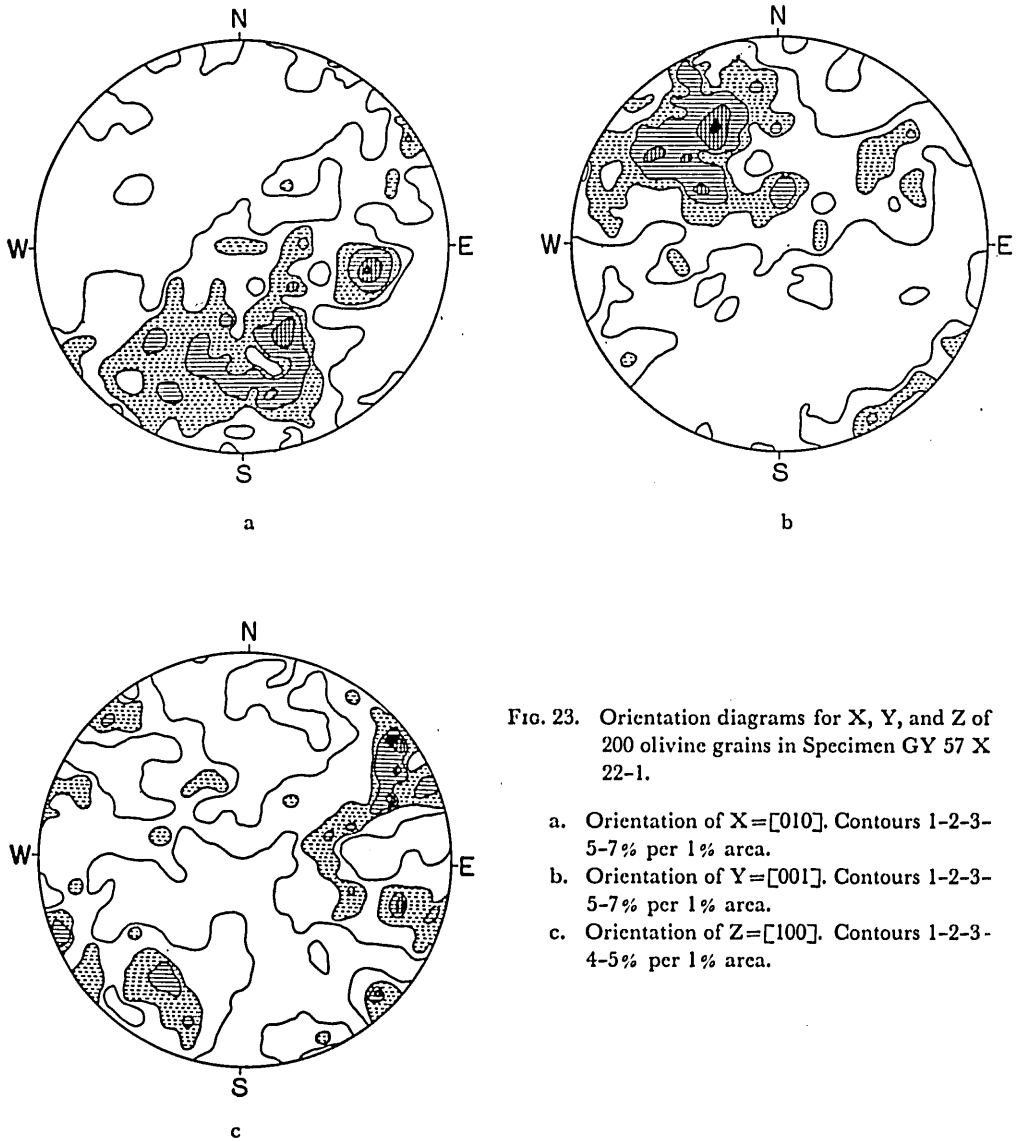 N
N
W
E
W
E
S
S
a
b
N
W
E
S
c
FIG. 23. Orientation diagrams for X, Y, and Z of
200 olivine grains in Specimen GY 57 X
22-1.
a. Orientation of X=[010]. Contours 1-2-3-
5-7% per 1% area.
b. Orientation of Y=[001]. Contours 1-2-3-
5-7% per 1% area.
c. Orientation of Z=[100]. Contours 1-2-3-
4-5% per 1% area.